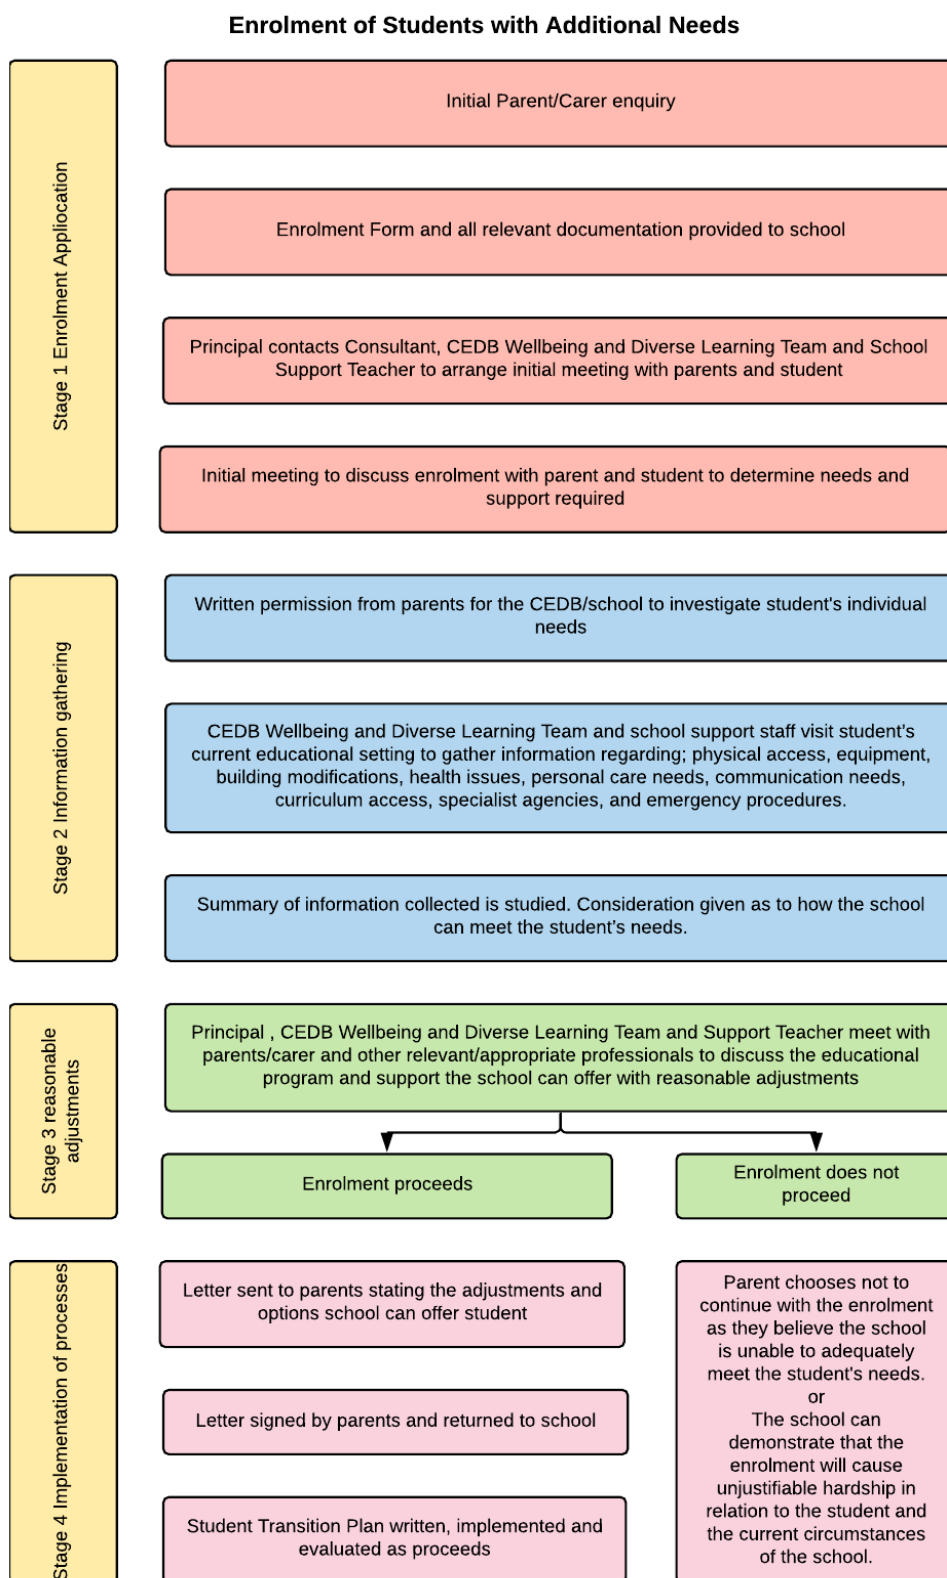 Enrolment of Students with Additional Needs
Stage 1 Enrolment Appliocation
Initial Parent/Carer enquiry
Enrolment Form and all relevant documentation provided to school
Principal contacts Consultant, CEDB Wellbeing and Diverse Learning Team and School
Support Teacher to arrange initial meeting with parents and student
Initial meeting to discuss enrolment with parent and student to determine needs and
support required
Stage 2 Information gathering
Written permission from parents for the CEDB/school to investigate student's individual
needs
CEDB Wellbeing and Diverse Learning Team and school support staff visit student's
current educational setting to gather information regarding; physical access, equipment,
building modifications, health issues, personal care needs, communication needs,
curriculum access, specialist agencies, and emergency procedures.
Summary of information collected is studied. Consideration given as to how the school
can meet the student's needs.
Stage 3 reasonable
adjustments
Principal , CEDB Wellbeing and Diverse Learning Team and Support Teacher meet with
parents/carer and other relevant/appropriate professionals to discuss the educational
program and support the school can offer with reasonable adjustments
Enrolment proceeds
Enrolment does not
proceed
Stage 4 Implementation of processes
Letter sent to parents stating the adjustments and
options school can offer student
Letter signed by parents and returned to school
Student Transition Plan written, implemented and
evaluated as proceeds
Parent chooses not to
continue with the enrolment
as they believe the school
is unable to adequately
meet the student's needs.
or
The school can
demonstrate that the
enrolment will cause
unjustifiable hardship in
relation to the student and
the current circumstances
of the school.